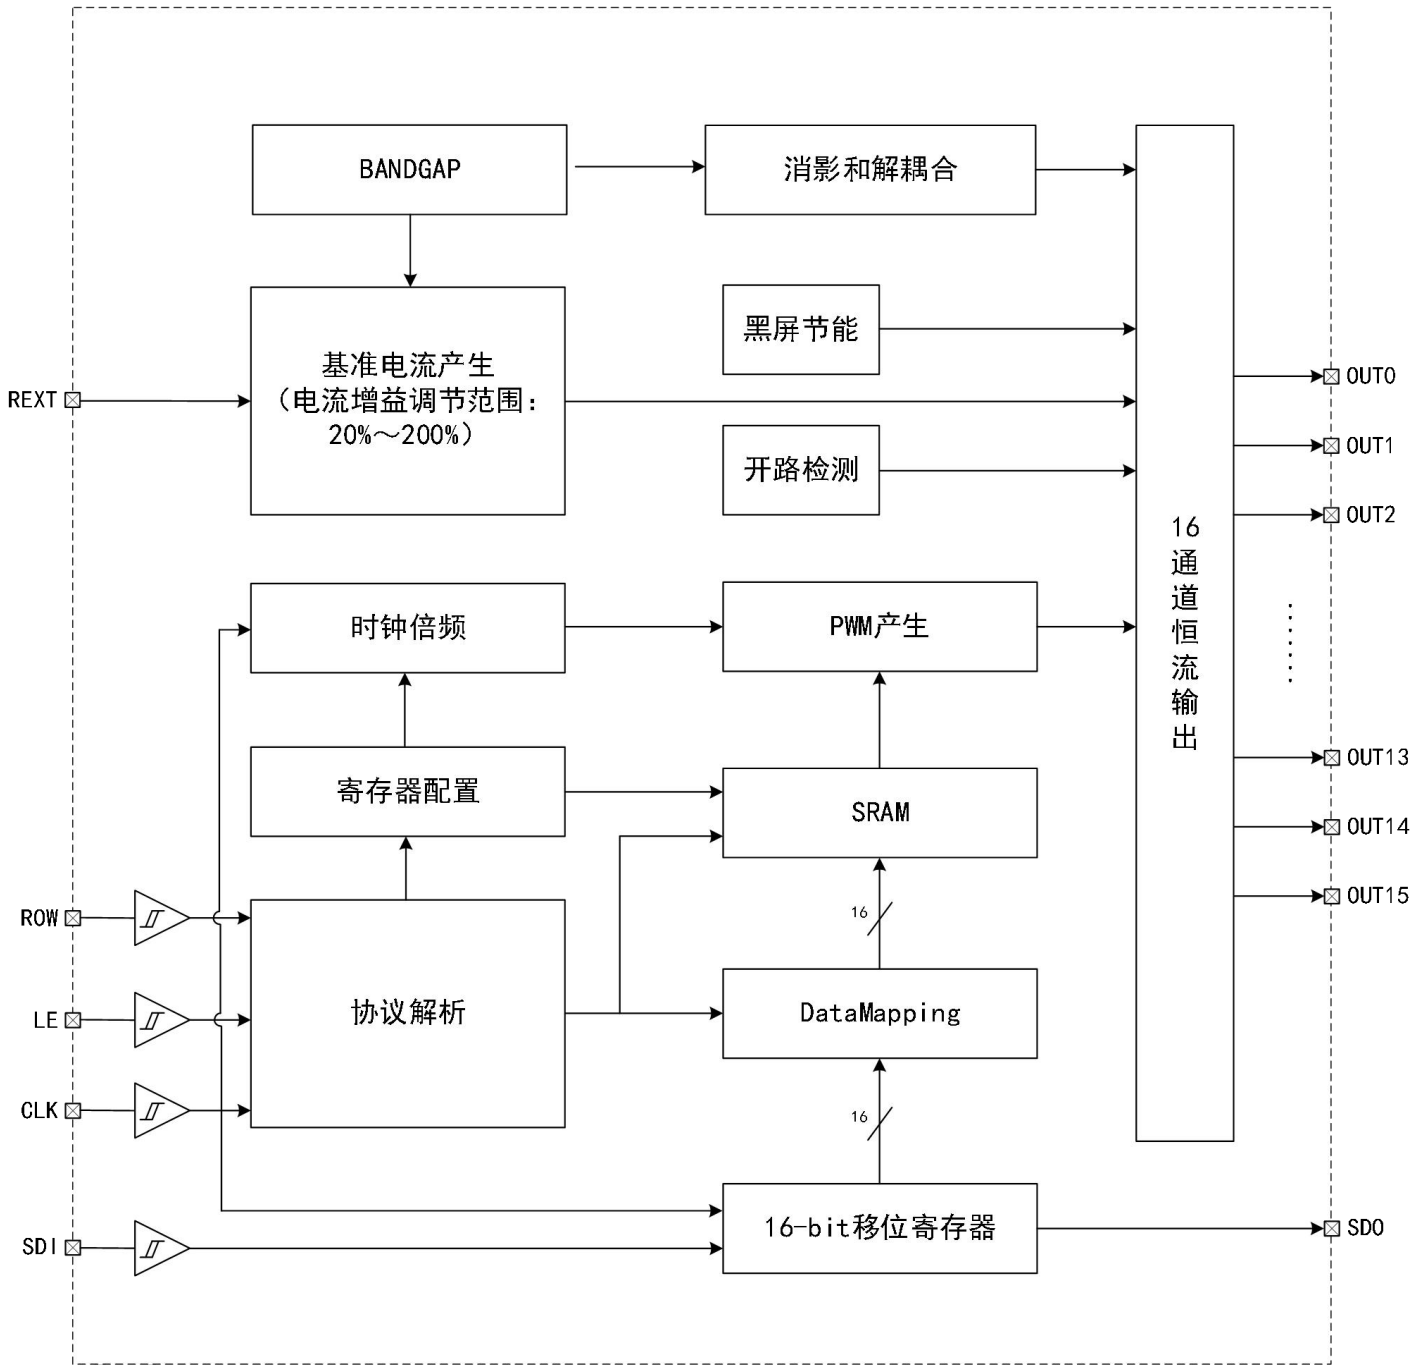 BANDGAP
消影和解耦合
黑屏节能
基准电流产生
（电流增益调节范围：
20%～200%）
REXT
OUT0
OUT1
开路检测
OUT2
16
通
道
恒
流
输
出
时钟倍频
PWM产生
......
寄存器配置
SRAM
OUT13
OUT14
OUT15
ROW
16
LE
协议解析
DataMapping
CLK
16
SDI
16-bit移位寄存器
SDO